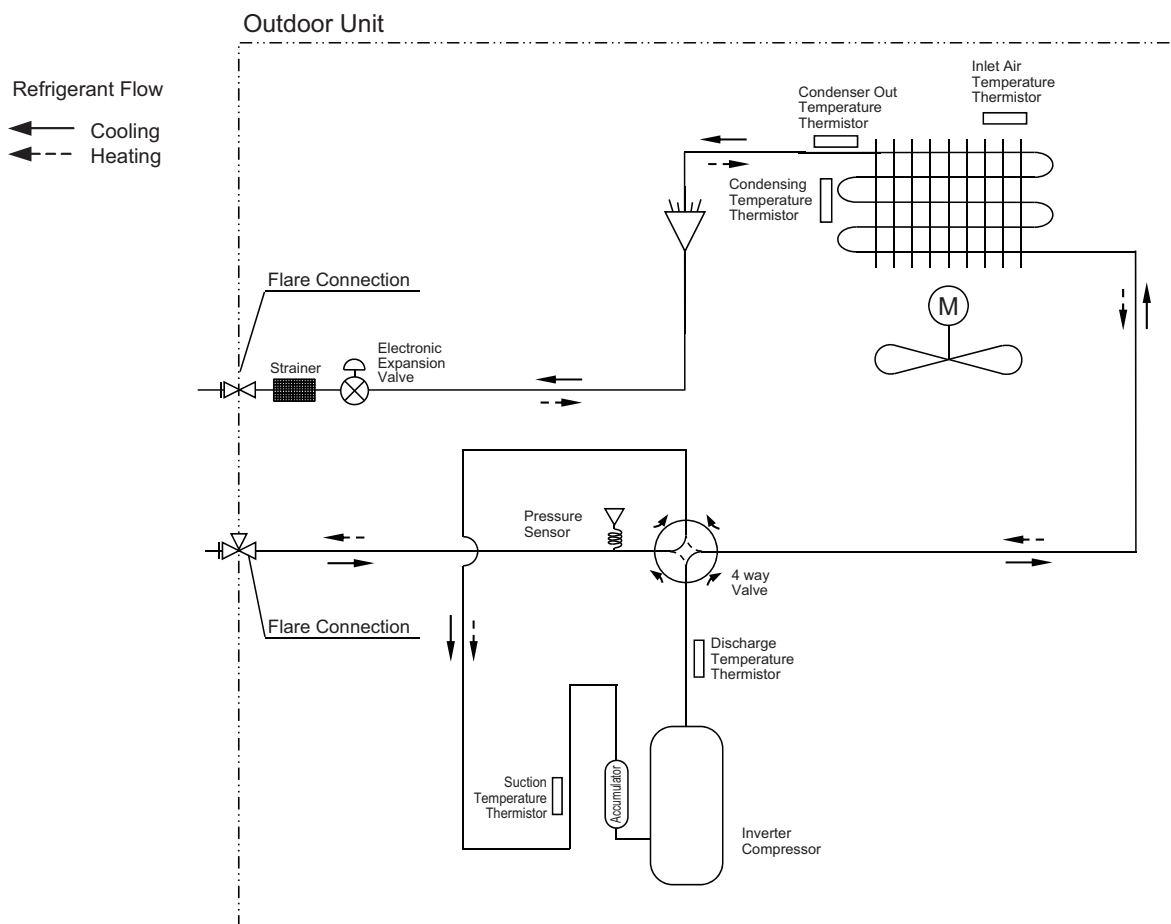 Outdoor Unit
Refrigerant Flow
Cooling
Heating
Inlet Air
Temperature
Thermistor
Condenser Out
Temperature
Thermistor
Condensing
Temperature
Thermistor
M
Flare Connection
Strainer
Electronic
Expansion
Valve
Pressure
Sensor
4 way
Valve
Flare Connection
Discharge
Temperature
Thermistor
Suction
Temperature
Thermistor
Accumulator
Inverter
Compressor